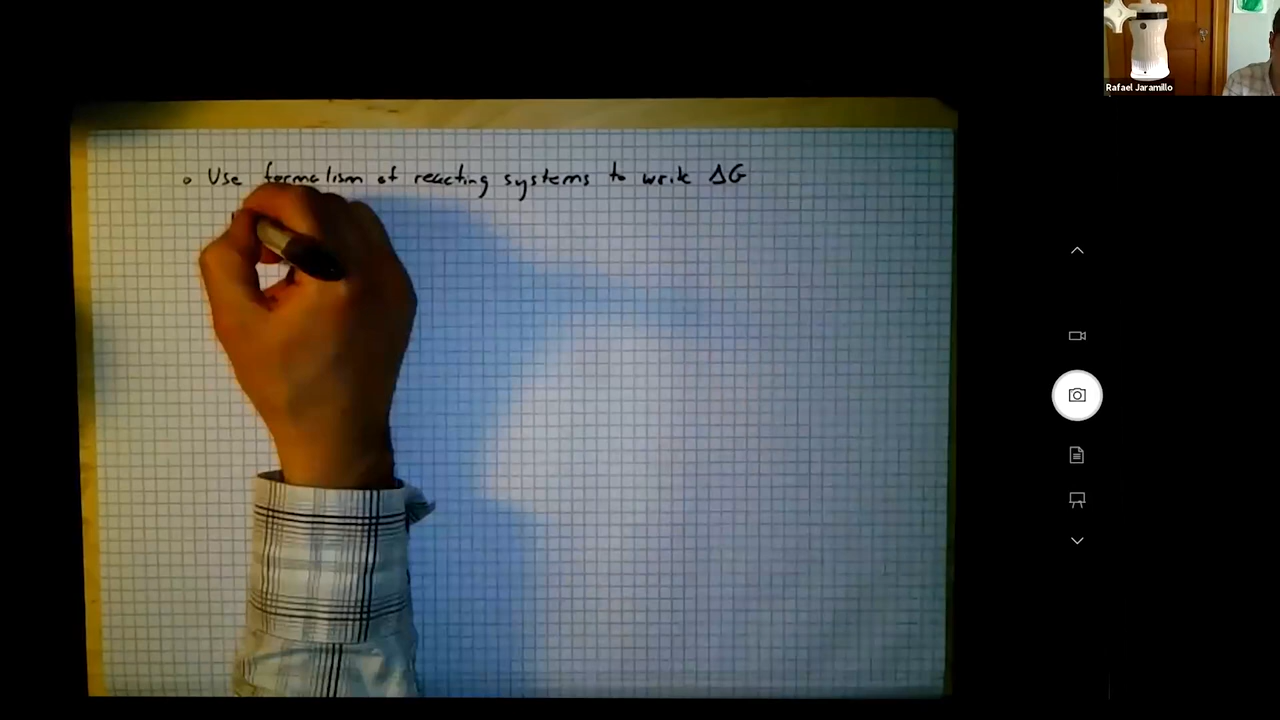 Rafael Jaramillo
∘ Use formalism of reacting systems to write ΔG